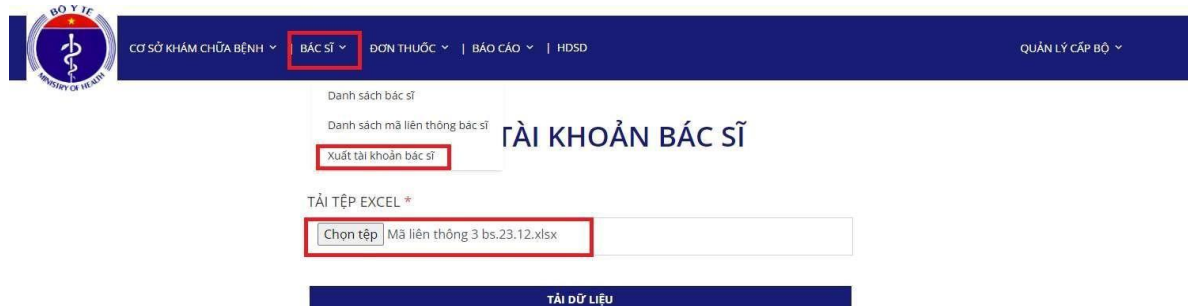 BỘ Y TẾ
MINISTRY OF HEALTH
CƠ SỞ KHÁM CHỮA BỆNH | BÁC SĨ ĐƠN THUỐC | BÁO CÁO | HDSD QUẢN LÝ CẤP BỘ
Danh sách bác sĩ
Danh sách mã liên thông bác sĩ
Xuất tài khoản bác sĩ
TÀI KHOẢN BÁC SĨ
TẢI TỆP EXCEL *
Chọn tệp Mã liên thông 3 bs.23.12.xlsx
TẢI DỮ LIỆU